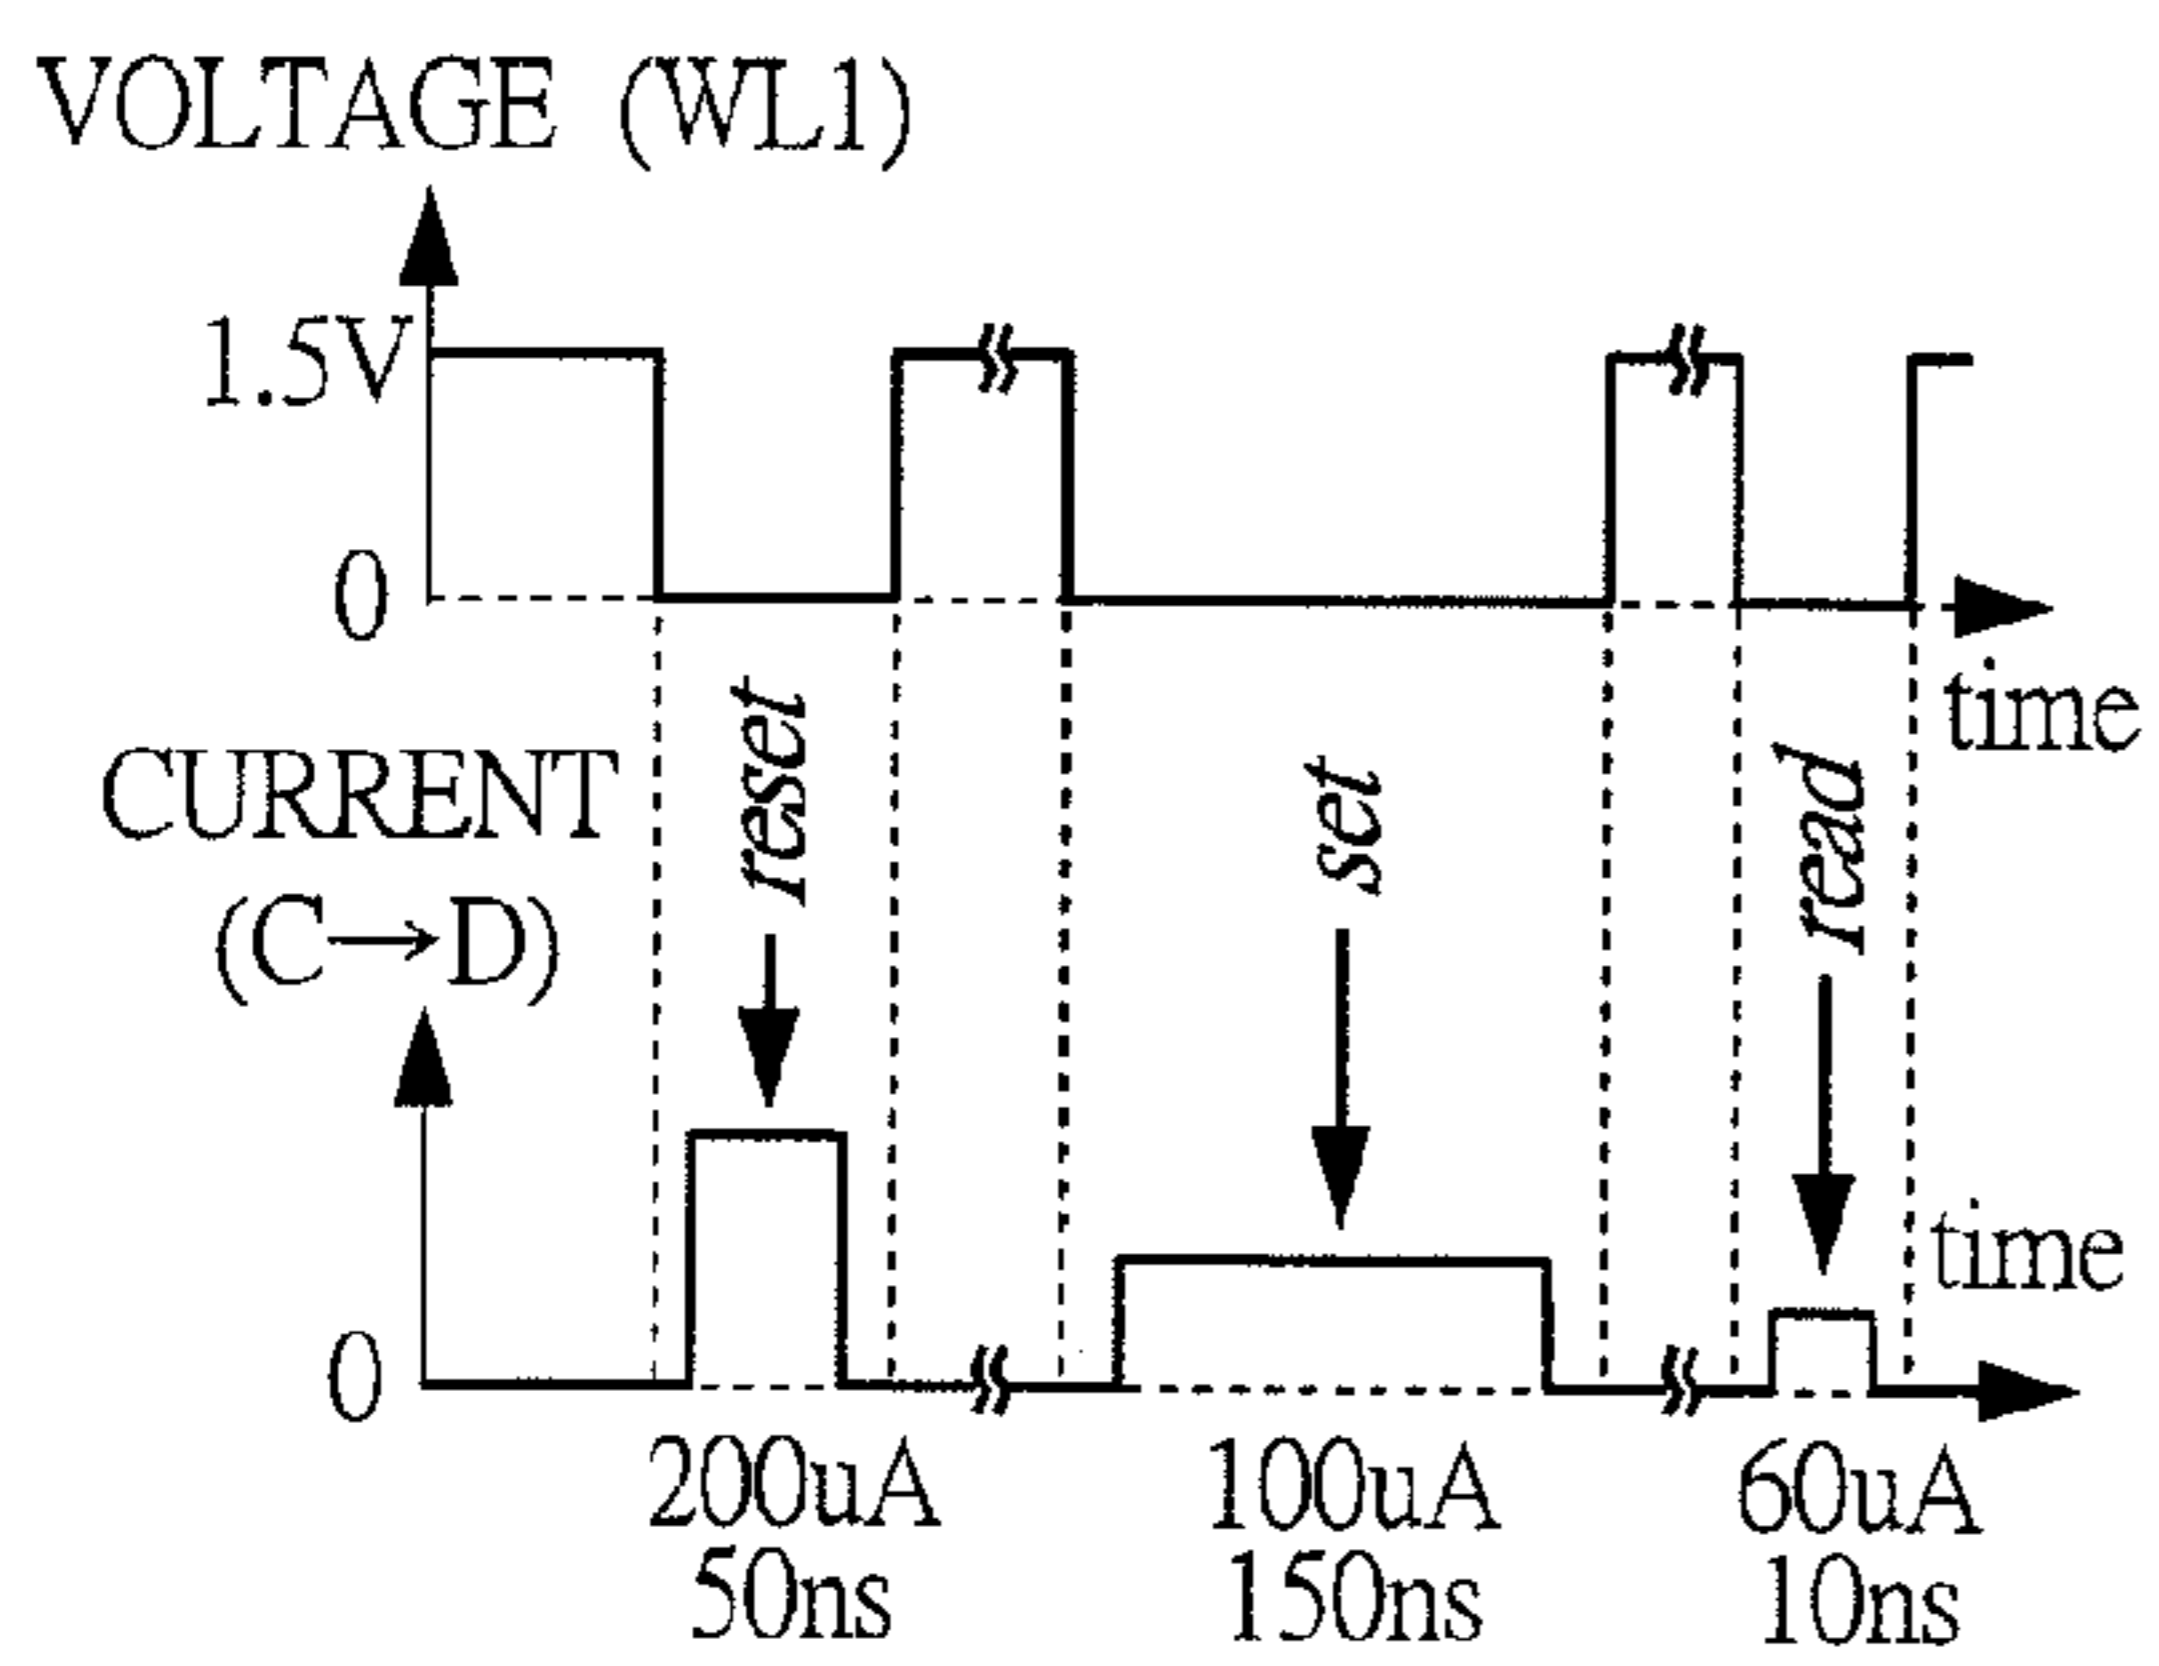 VOLTAGE (WL1)
1.5V
0
time
reset
set
read
CURRENT
(C→D)
time
0
200uA
50ns
100uA
150ns
60uA
10ns